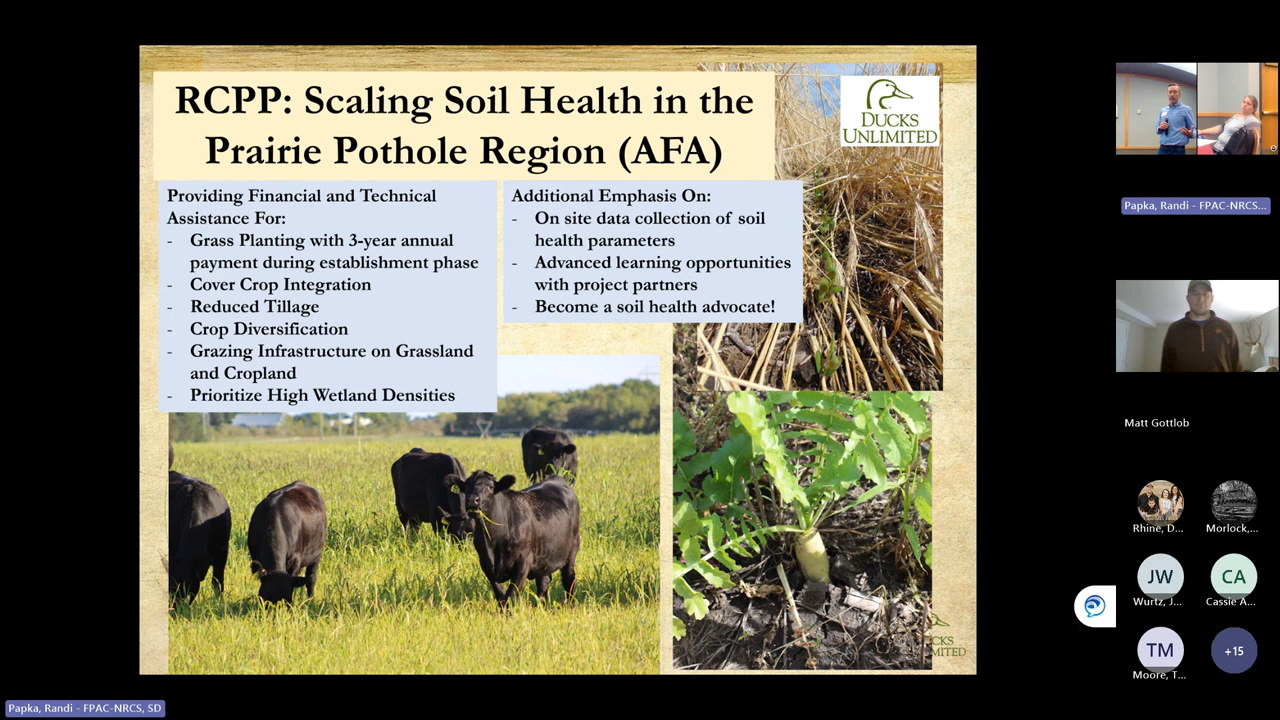 RCPP: Scaling Soil Health in the
Prairie Pothole Region (AFA)
DUCKS
UNLIMITED
Providing Financial and Technical
Assistance For:
- Grass Planting with 3-year annual
payment during establishment phase
- Cover Crop Integration
- Reduced Tillage
- Crop Diversification
- Grazing Infrastructure on Grassland
and Cropland
- Prioritize High Wetland Densities
Additional Emphasis On:
- On site data collection of soil
health parameters
- Advanced learning opportunities
with project partners
- Become a soil health advocate!
CKS
IMITED
Papka, Randi - FPAC-NRCS...
Matt Gottlob
Rhine, D...
Morlock,...
JW
Wurtz, J...
CA
Cassie A...
TM
Moore, T...
+15
Papka, Randi - FPAC-NRCS, SD